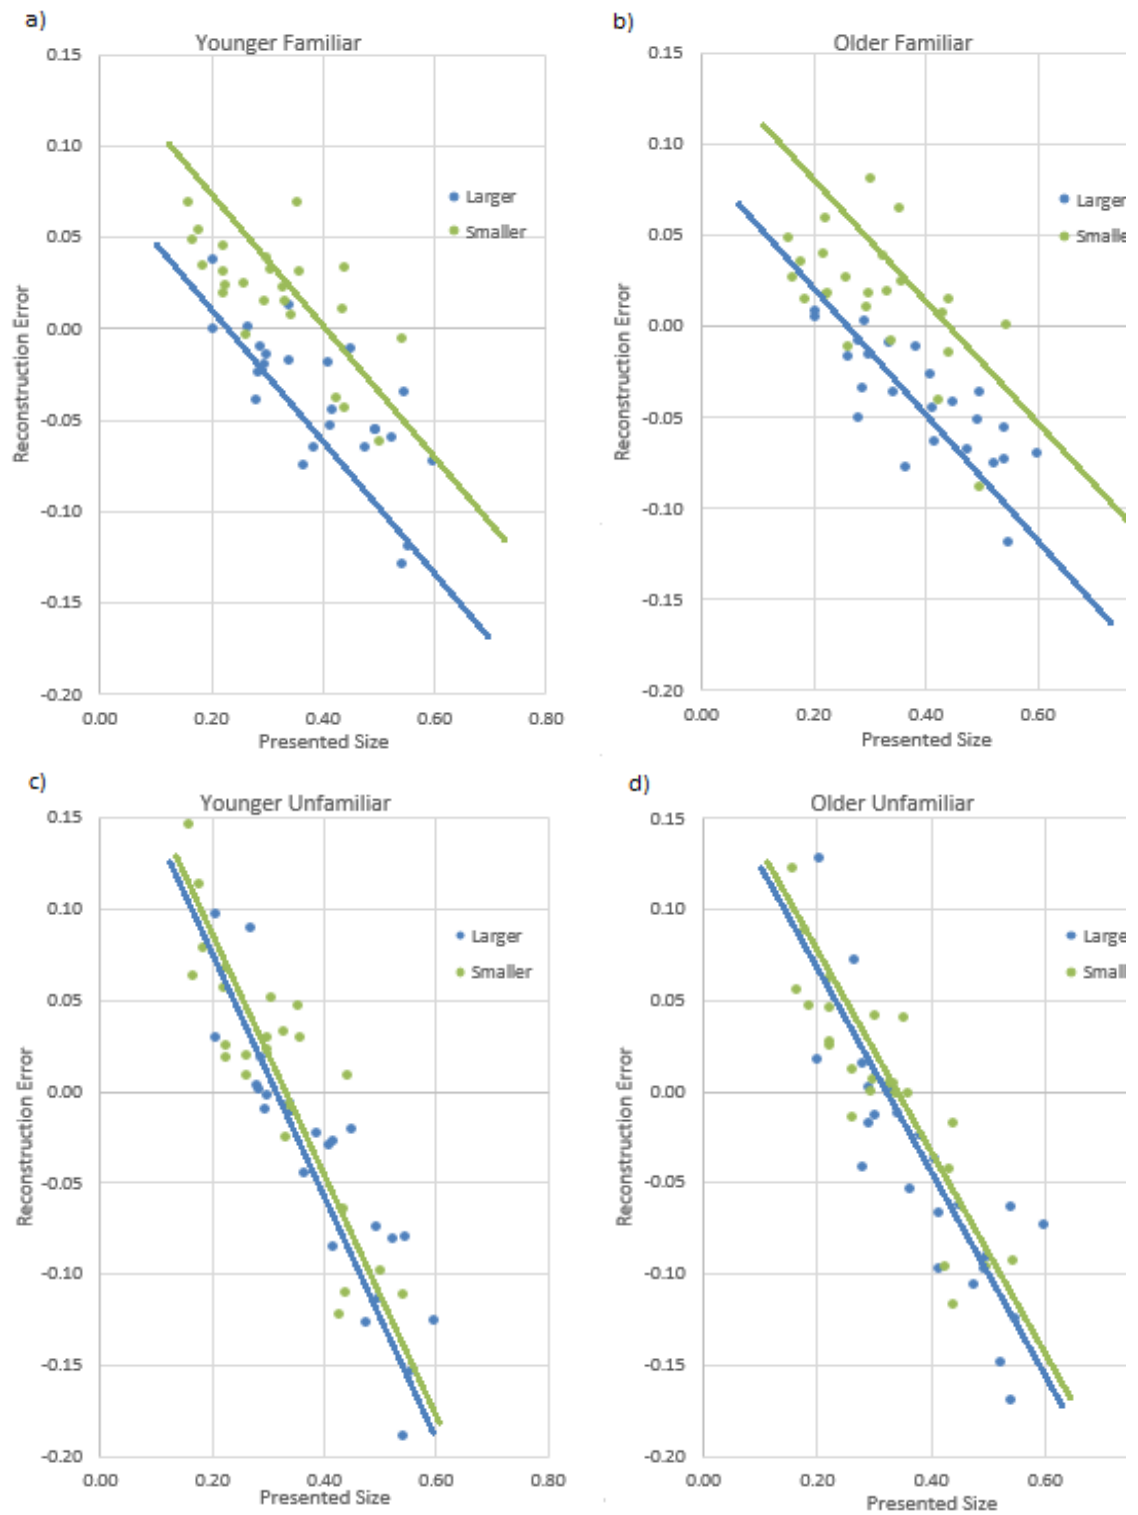 a)
Younger Familiar
0.15
0.10
0.05
0.00
-0.05
-0.10
-0.15
-0.20
Reconstruction Error
Larger
Smaller
0.00 0.20 0.40 0.60 0.80
Presented Size
b)
Older Familiar
0.15
0.10
0.05
0.00
-0.05
-0.10
-0.15
-0.20
Reconstruction Error
Larger
Smalle
0.00 0.20 0.40 0.60
Presented Size
c)
Younger Unfamiliar
0.15
0.10
0.05
0.00
-0.05
-0.10
-0.15
-0.20
Reconstruction Error
Larger
Smaller
0.00 0.20 0.40 0.60 0.80
Presented Size
d)
Older Unfamiliar
0.15
0.10
0.05
0.00
-0.05
-0.10
-0.15
-0.20
Reconstruction Error
Large
Small
0.00 0.20 0.40 0.60
Presented Size